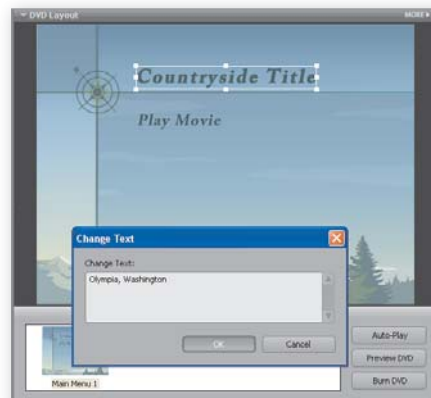 DVD Layout
MORE
Countryside Title
Play Movie
Change Text
Change Text:
Olympia, Washington
OK
Cancel
Auto-Play
Preview DVD
Burn DVD
Main Menu 1